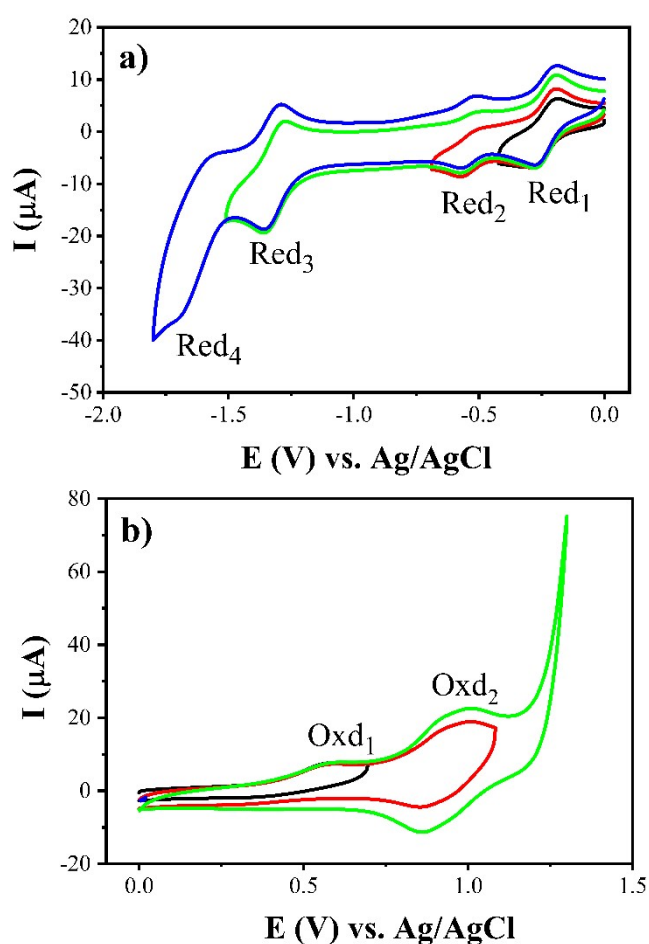 a)
20
10
0
-10
-20
-30
-40
-50
I (μA)
Red₁
Red₂
Red₃
Red₄
-2.0 -1.5 -1.0 -0.5 0.0
E (V) vs. Ag/AgCl
b)
80
60
40
20
0
-20
I (μA)
Oxd₁
Oxd₂
0.0 0.5 1.0 1.5
E (V) vs. Ag/AgCl